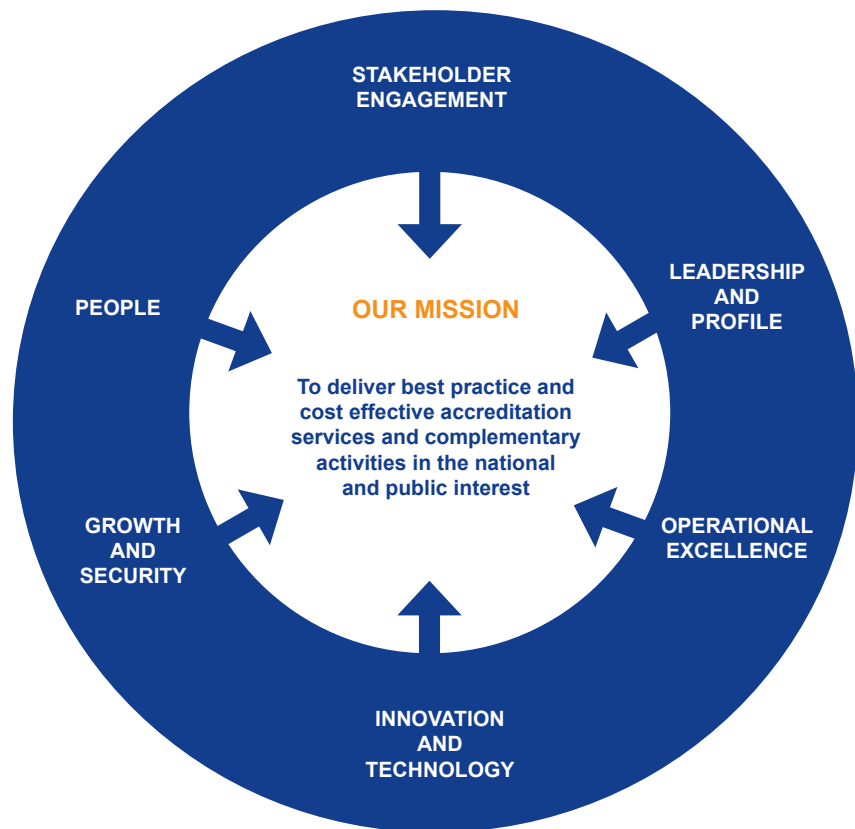 STAKEHOLDER
ENGAGEMENT
LEADERSHIP
AND
PROFILE
PEOPLE
OUR MISSION
To deliver best practice and
cost effective accreditation
services and complementary
activities in the national
and public interest
GROWTH
AND
SECURITY
OPERATIONAL
EXCELLENCE
INNOVATION
AND
TECHNOLOGY